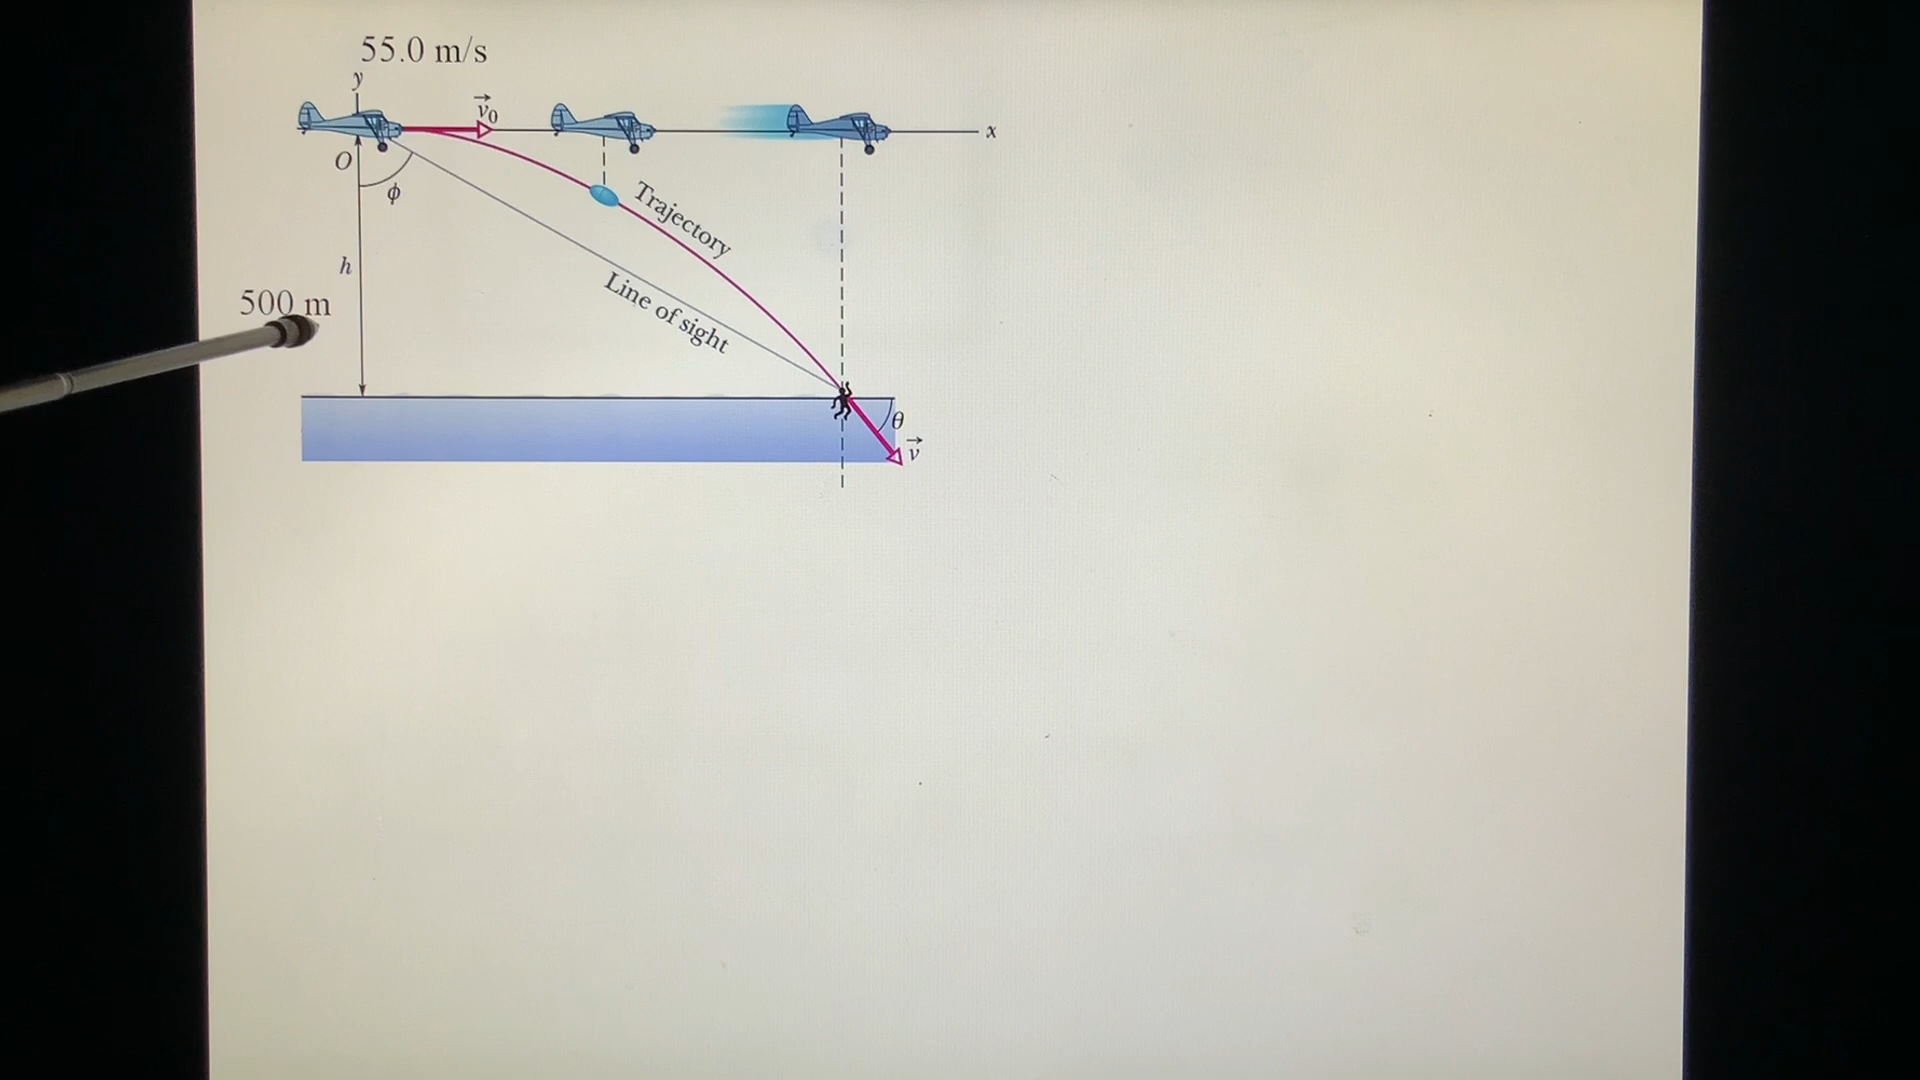 55.0 m/s
y
v₀
x
O
ϕ
Trajectory
h
Line of sight
500 m
θ
v